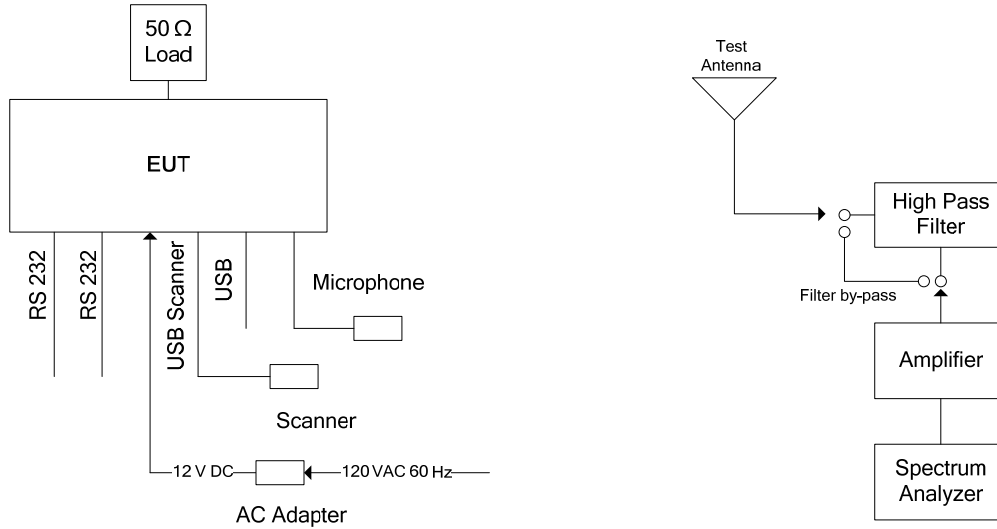 50 Ω
Load
EUT
RS 232
RS 232
USB Scanner
USB
Microphone
Scanner
12 V DC
120 VAC 60 Hz
AC Adapter
Test
Antenna
High Pass
Filter
Filter by-pass
Amplifier
Spectrum
Analyzer